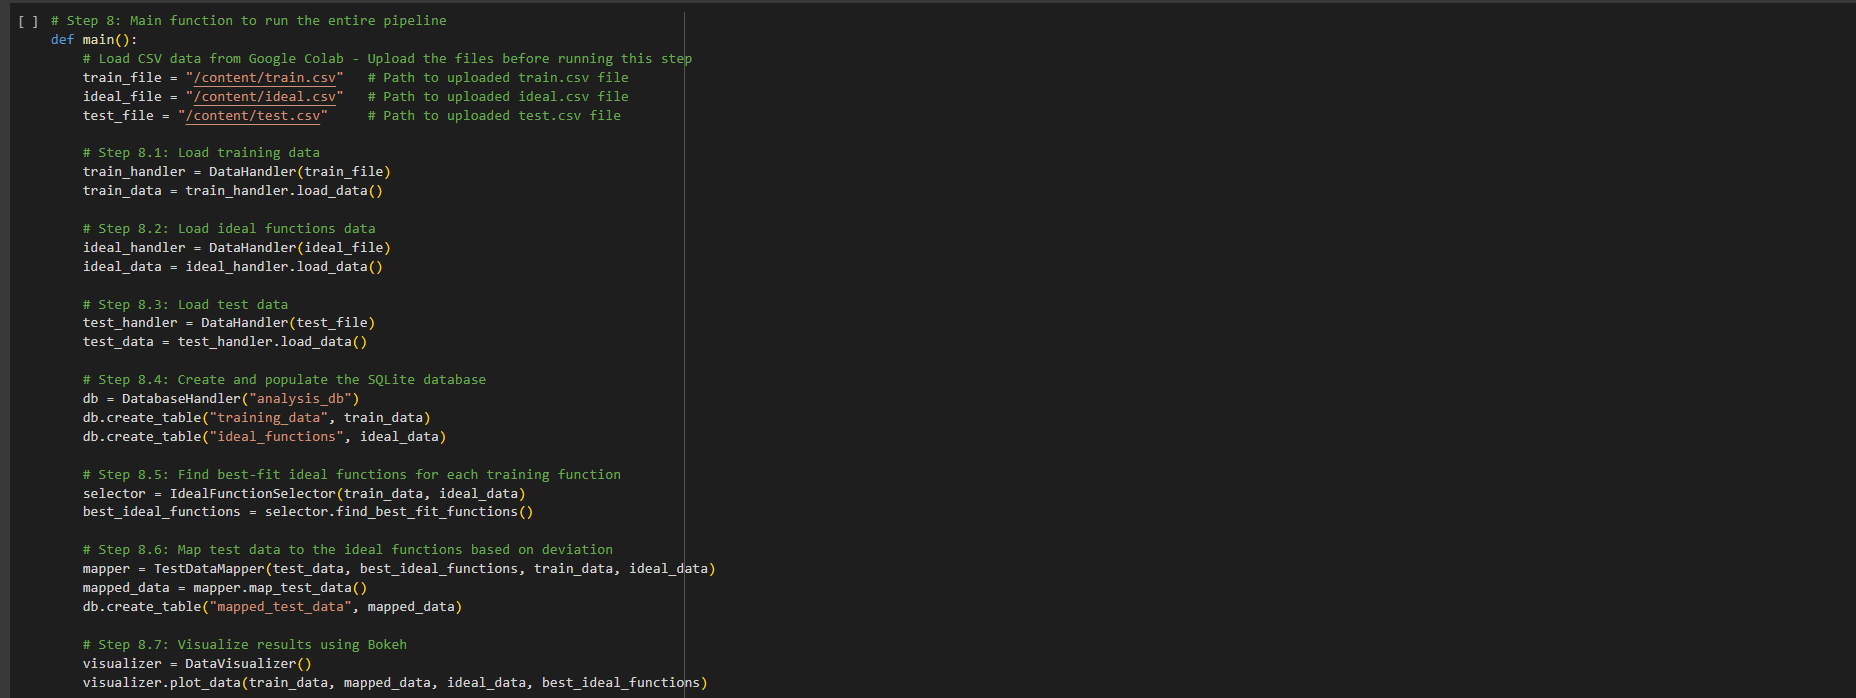 [ ] # Step 8: Main function to run the entire pipeline
def main():
    # Load CSV data from Google Colab - Upload the files before running this step
    train_file = "/content/train.csv"   # Path to uploaded train.csv file
    ideal_file = "/content/ideal.csv"   # Path to uploaded ideal.csv file
    test_file = "/content/test.csv"     # Path to uploaded test.csv file

    # Step 8.1: Load training data
    train_handler = DataHandler(train_file)
    train_data = train_handler.load_data()

    # Step 8.2: Load ideal functions data
    ideal_handler = DataHandler(ideal_file)
    ideal_data = ideal_handler.load_data()

    # Step 8.3: Load test data
    test_handler = DataHandler(test_file)
    test_data = test_handler.load_data()

    # Step 8.4: Create and populate the SQLite database
    db = DatabaseHandler("analysis_db")
    db.create_table("training_data", train_data)
    db.create_table("ideal_functions", ideal_data)

    # Step 8.5: Find best-fit ideal functions for each training function
    selector = IdealFunctionSelector(train_data, ideal_data)
    best_ideal_functions = selector.find_best_fit_functions()

    # Step 8.6: Map test data to the ideal functions based on deviation
    mapper = TestDataMapper(test_data, best_ideal_functions, train_data, ideal_data)
    mapped_data = mapper.map_test_data()
    db.create_table("mapped_test_data", mapped_data)

    # Step 8.7: Visualize results using Bokeh
    visualizer = DataVisualizer()
    visualizer.plot_data(train_data, mapped_data, ideal_data, best_ideal_functions)